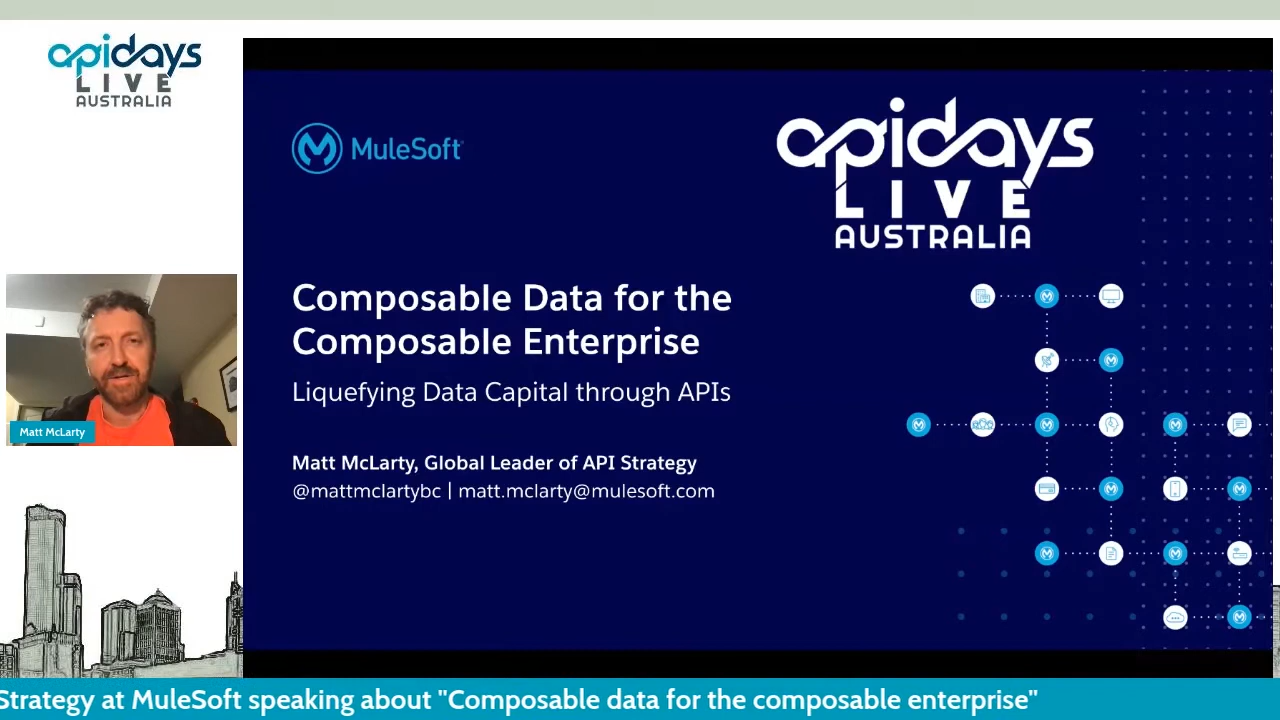 apidays
LIVE
AUSTRALIA
MuleSoft
apidays
LIVE
AUSTRALIA
Composable Data for the
Composable Enterprise
Liquefying Data Capital through APIs
Matt McLarty, Global Leader of API Strategy
@mattmclartybc | matt.mclarty@mulesoft.com
Matt McLarty
Strategy at MuleSoft speaking about "Composable data for the composable enterprise"